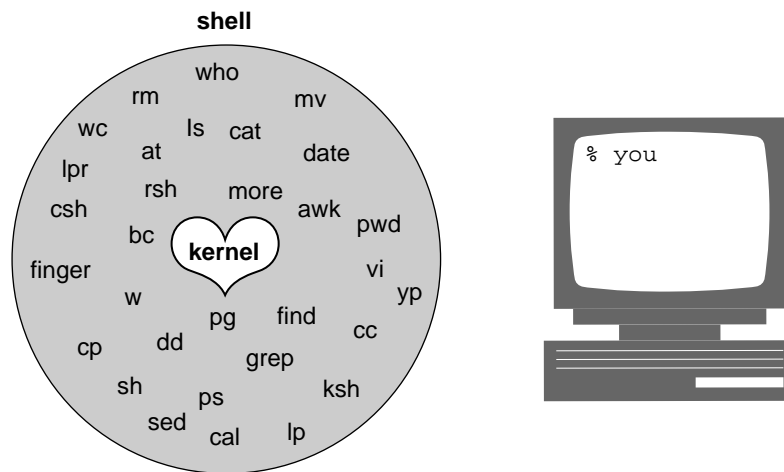 shell
who
rm
mv
wc
ls
cat
at
date
lpr
rsh
more
csh
awk
pwd
bc
kernel
finger
vi
yp
w
pg
find
cc
cp
dd
grep
sh
ksh
ps
sed
cal
lp
% you